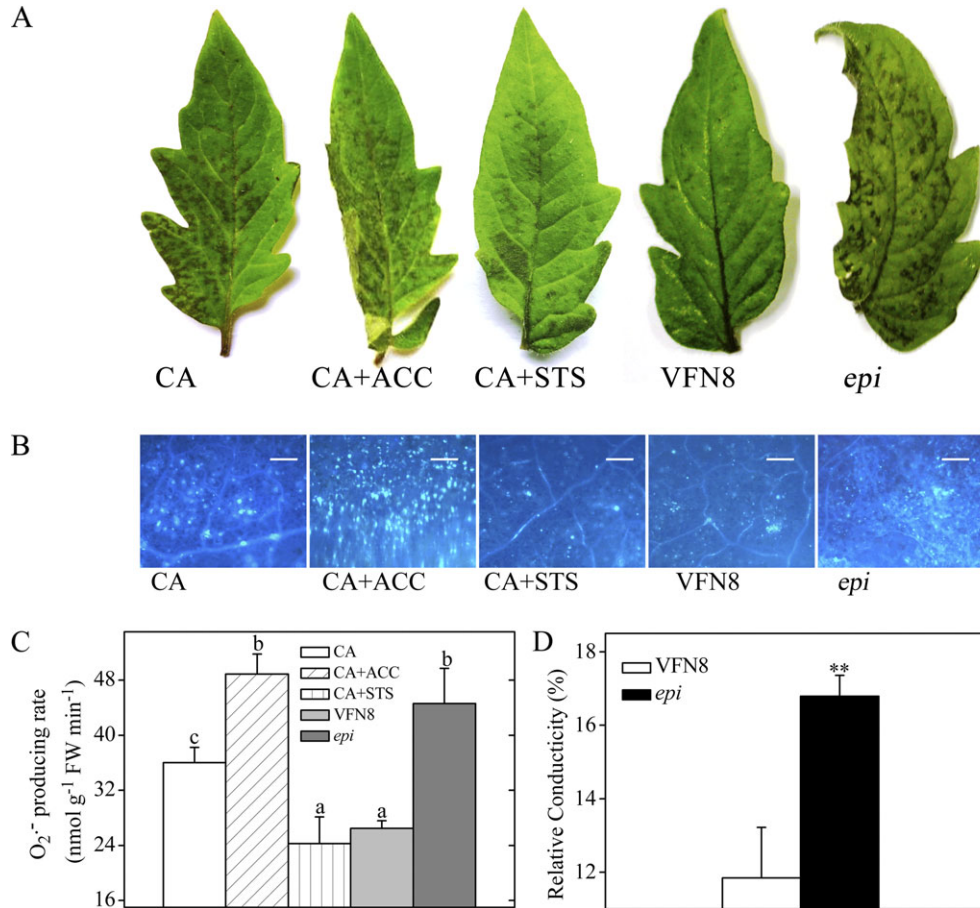 A
CA
CA+ACC
CA+STS
VFN8
epi
B
CA
CA+ACC
CA+STS
VFN8
epi
C
O₂·⁻ producing rate
(nmol g⁻¹ FW min⁻¹)
48
40
32
24
16
c
b
a
a
b
CA
CA+ACC
CA+STS
VFN8
epi
D
Relative Conducticity (%)
18
16
14
12
VFN8
epi
**